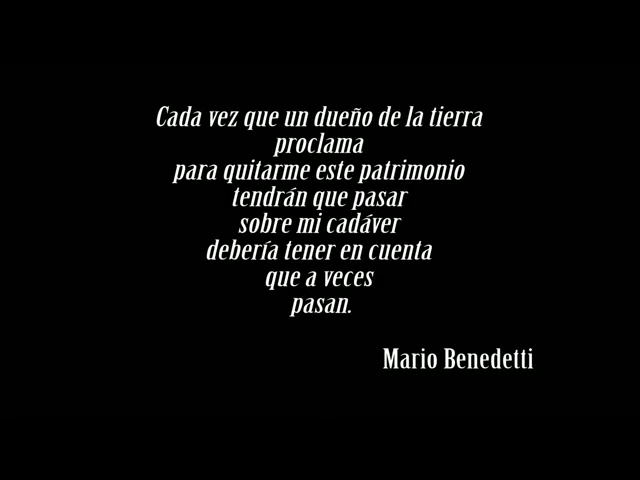 Cada vez que un dueño de la tierra
proclama
para quitarme este patrimonio
tendrán que pasar
sobre mi cadáver
debería tener en cuenta
que a veces
pasan.
Mario Benedetti